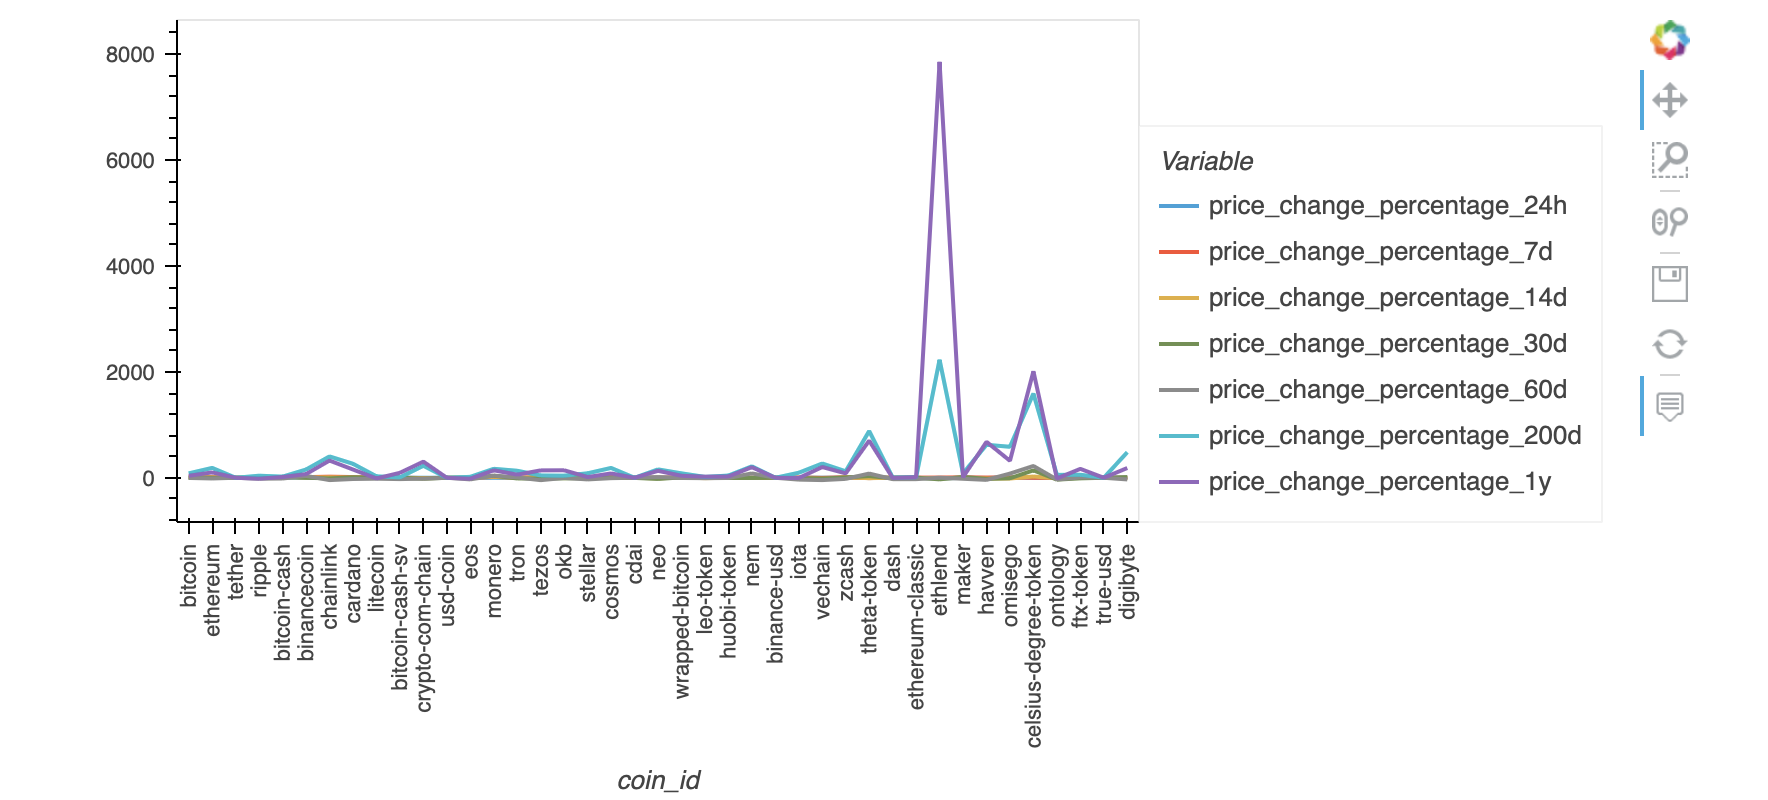 8000
6000
4000
2000
0
Variable
price_change_percentage_24h
price_change_percentage_7d
price_change_percentage_14d
price_change_percentage_30d
price_change_percentage_60d
price_change_percentage_200d
price_change_percentage_1y
bitcoin
ethereum
tether
ripple
bitcoin-cash
binancecoin
chainlink
cardano
litecoin
bitcoin-cash-sv
crypto-com-chain
usd-coin
eos
monero
tron
tezos
okb
stellar
cosmos
cdai
neo
wrapped-bitcoin
leo-token
huobi-token
nem
binance-usd
iota
vechain
zcash
theta-token
dash
ethereum-classic
ethlend
maker
havven
omisego
celsius-degree-token
ontology
ftx-token
true-usd
digibyte
coin_id